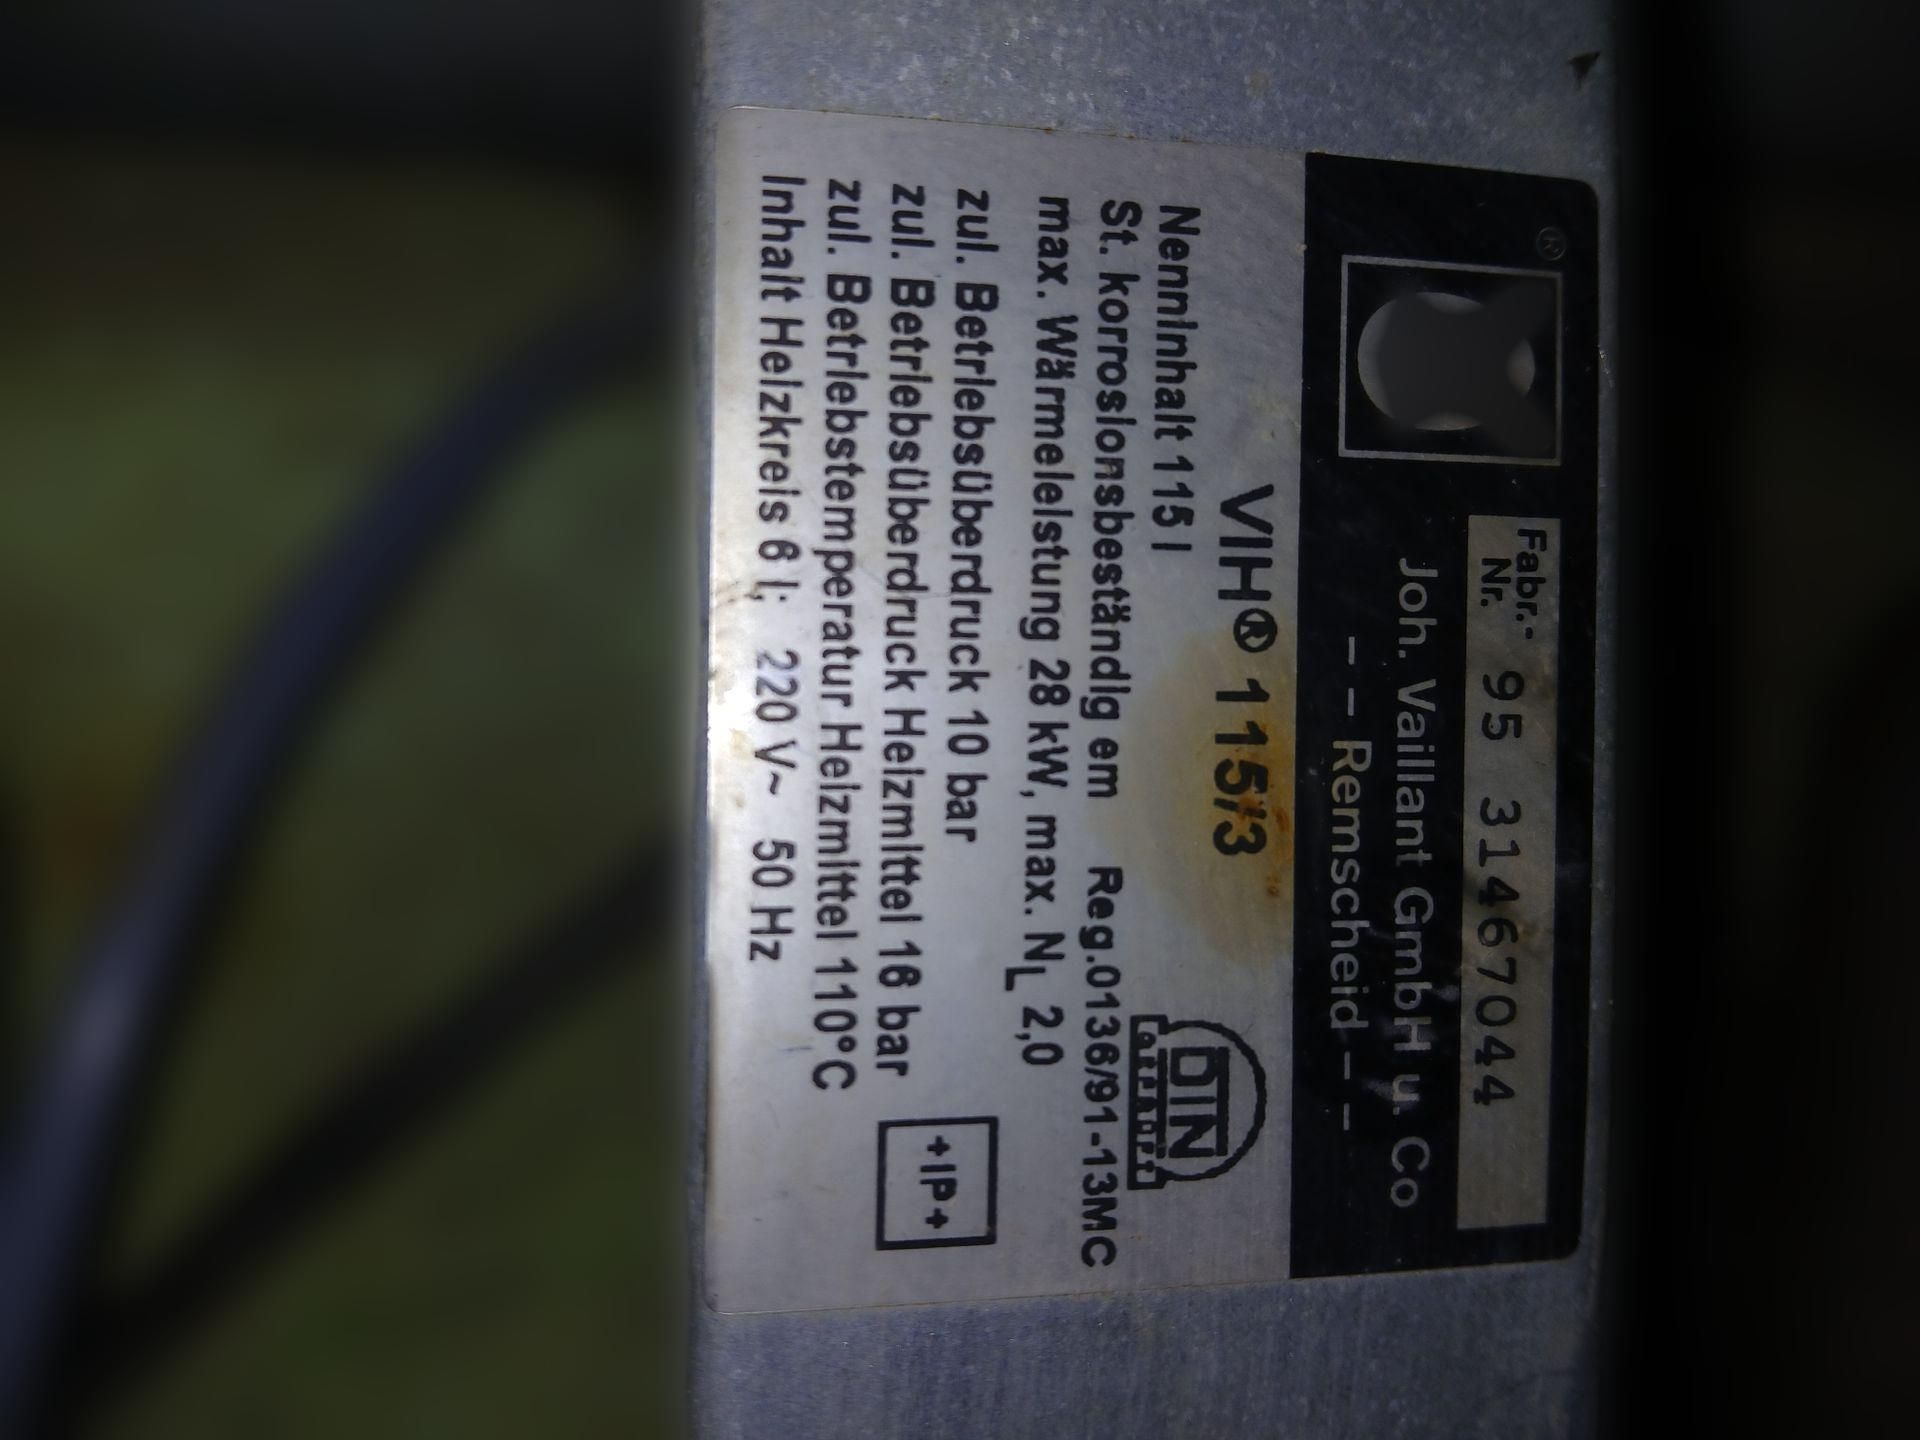 ®
Fabr.-Nr. 95 31467044
Joh. Vaillant GmbH u. Co
– – Remscheid – –
VIH® 115/3
DIN
GEPRÜFT
Nenninhalt 115 l
St. korrosionsbeständig em Reg.0136/91-13MC
max. Wärmeleistung 28 kW, max. NL 2,0
zul. Betriebsüberdruck 10 bar
zul. Betriebsüberdruck Heizmittel 16 bar
zul. Betriebstemperatur Heizmittel 110°C
Inhalt Heizkreis 6 l; 220 V~ 50 Hz
+IP+